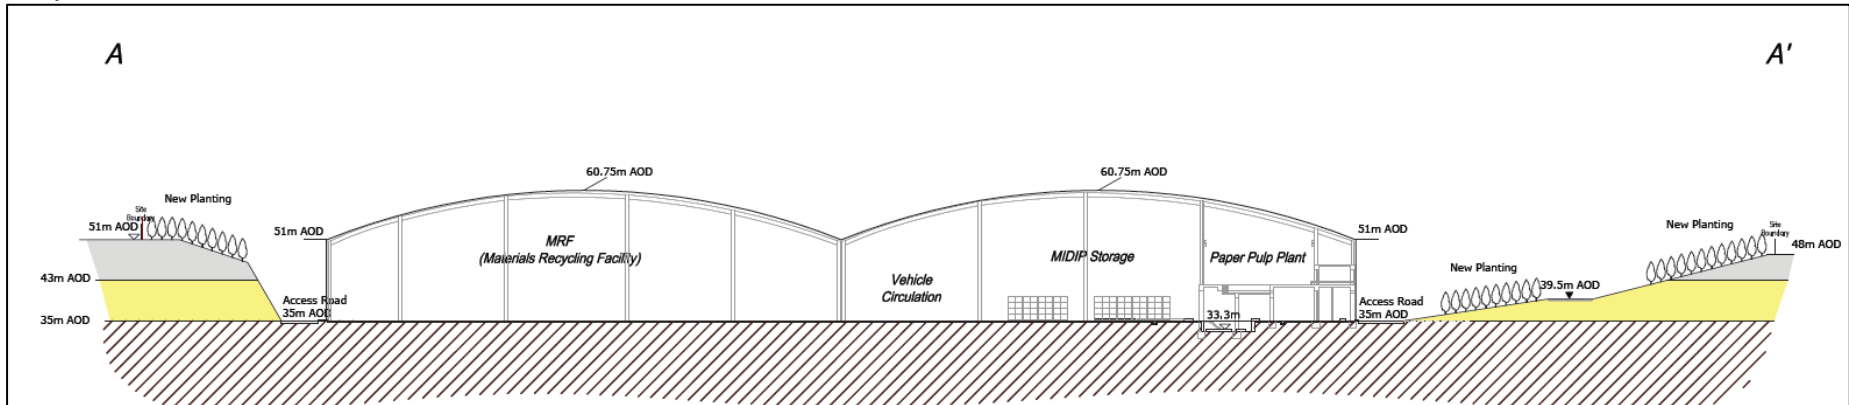 A
A'
60.75m AOD
60.75m AOD
New Planting
Site
Boundary
51m AOD
51m AOD
MRF
(Materials Recycling Facility)
43m AOD
Access Road
35m AOD
35m AOD
Vehicle
Circulation
MIDIP Storage
Paper Pulp Plant
33.3m
51m AOD
Access Road
35m AOD
New Planting
39.5m AOD
New Planting
Site
Boundary
48m AOD